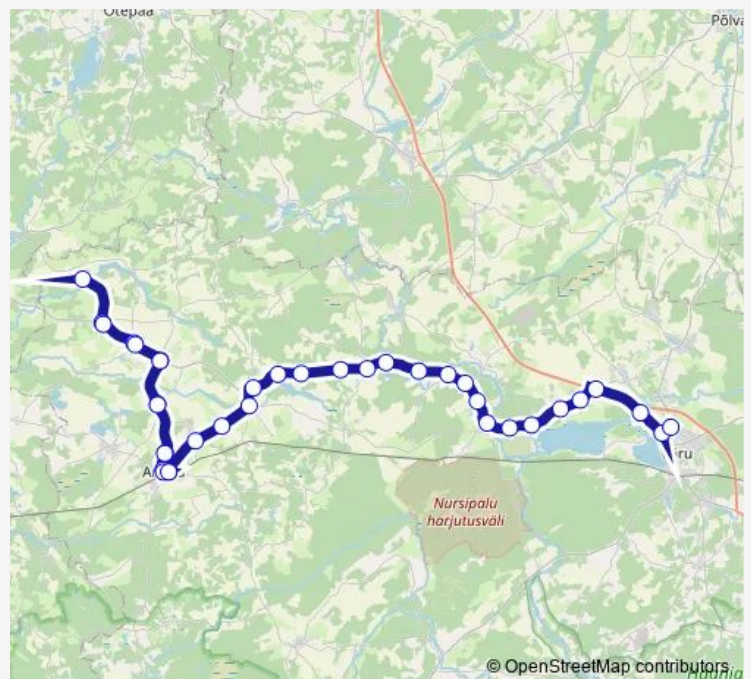 Otepää
Põlva
Nursipalu
harjutusväli
© OpenStreetMap contributors